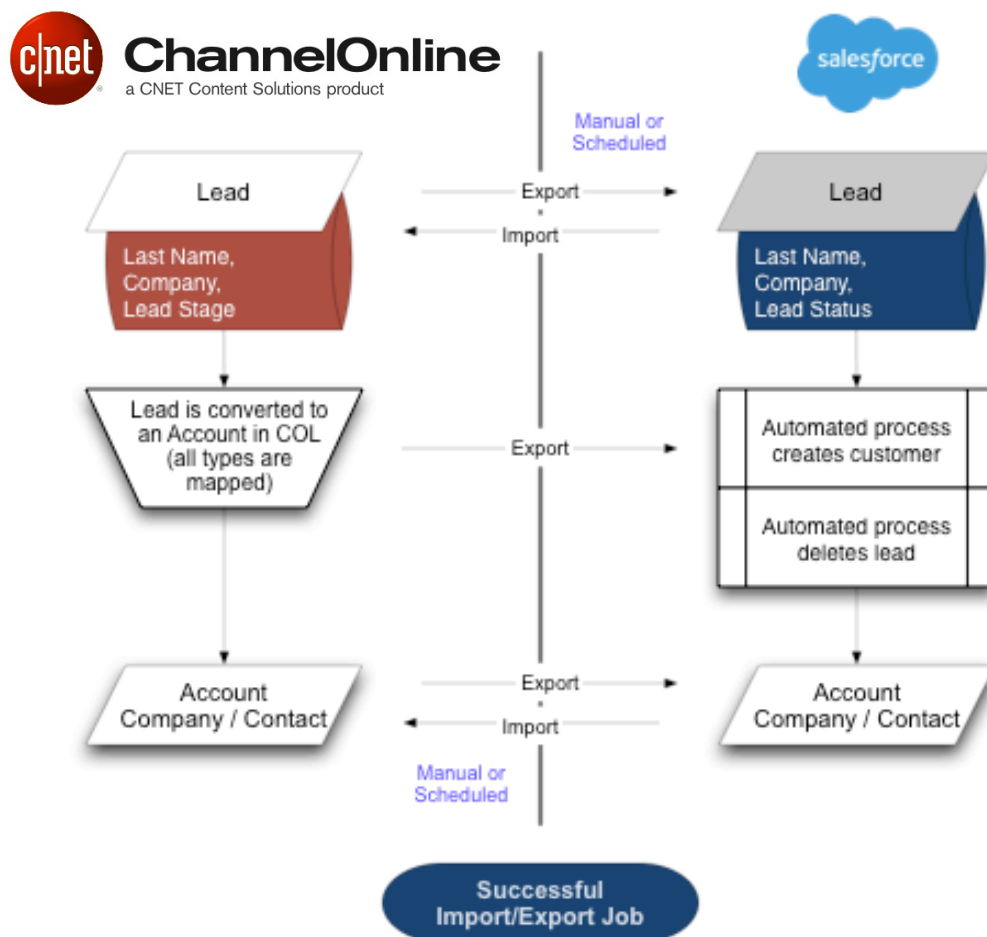 c|net
ChannelOnline
a CNET Content Solutions product
salesforce
Manual or
Scheduled
Lead
Export
Lead
Import
Last Name,
Company,
Lead Stage
Last Name,
Company,
Lead Status
Lead is converted to
an Account in COL
(all types are
mapped)
Export
Automated process
creates customer
Automated process
deletes lead
Account
Company / Contact
Export
Import
Account
Company / Contact
Manual or
Scheduled
Successful
Import/Export Job